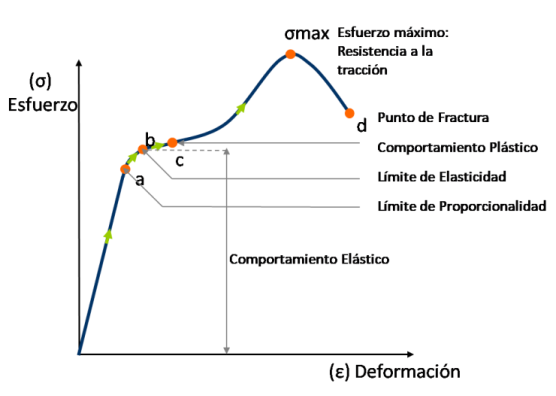 σmax
Esfuerzo máximo:
Resistencia a la
tracción
(σ)
Esfuerzo
d
Punto de Fractura
b
c
Comportamiento Plástico
a
Límite de Elasticidad
Límite de Proporcionalidad
Comportamiento Elástico
(ε) Deformación